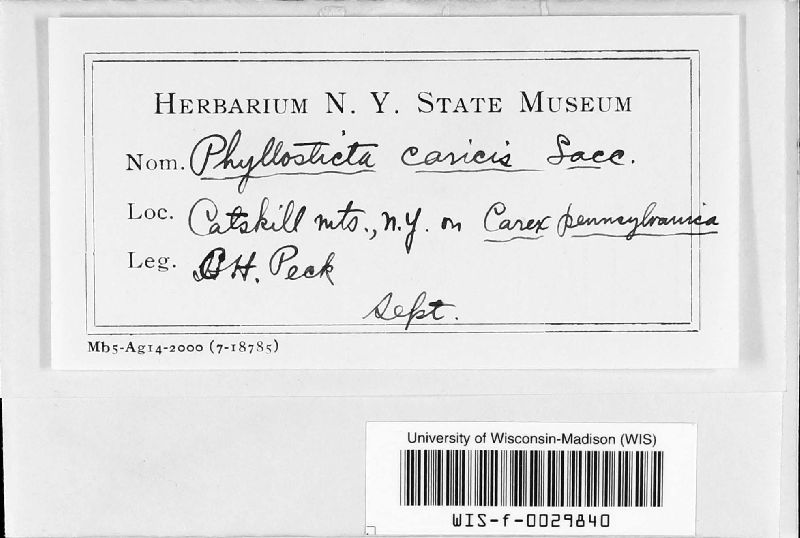 HERBARIUM N. Y. STATE MUSEUM
Nom. Phyllosticta caricis Sacc.
Loc. Catskill mts., N.Y. on Carex pennsylvanica
Leg. CH. Peck
Sept.
Mb5-Ag14-2000 (7-18785)
University of Wisconsin-Madison (WIS)
WIS-f-0029840